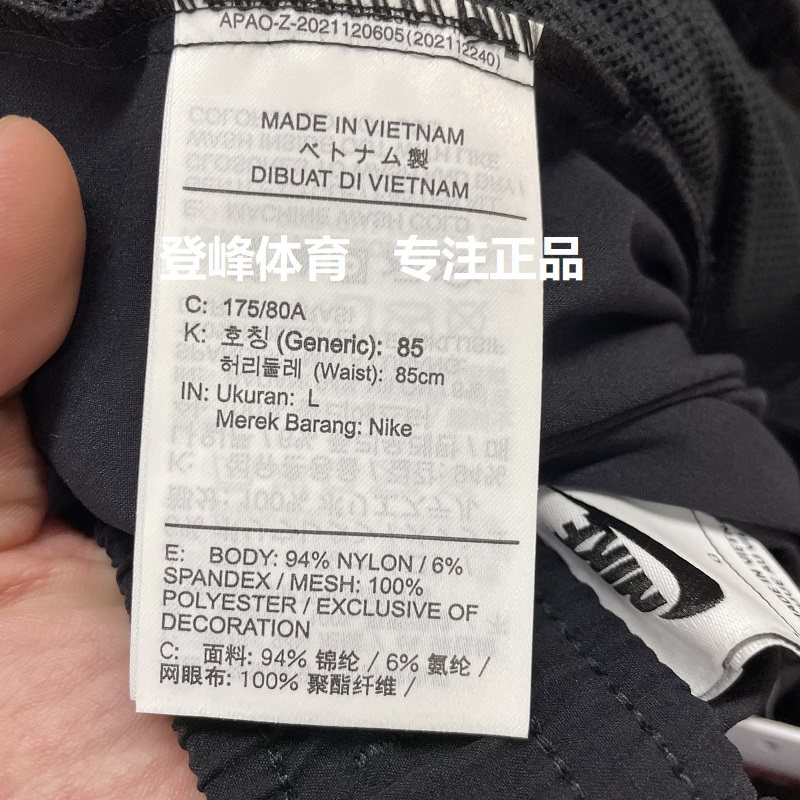 APAO-Z-2021120605(202112240)
MADE IN VIETNAM
ベトナム製
DIBUAT DI VIETNAM
登峰体育 专注正品
C: 175/80A
K: 호칭 (Generic): 85
허리둘레 (Waist): 85cm
IN: Ukuran: L
Merek Barang: Nike
E: BODY: 94% NYLON / 6%
SPANDEX / MESH: 100%
POLYESTER / EXCLUSIVE OF
DECORATION
C: 面料: 94% 锦纶 / 6% 氨纶 /
网眼布: 100% 聚酯纤维 /
NIKE